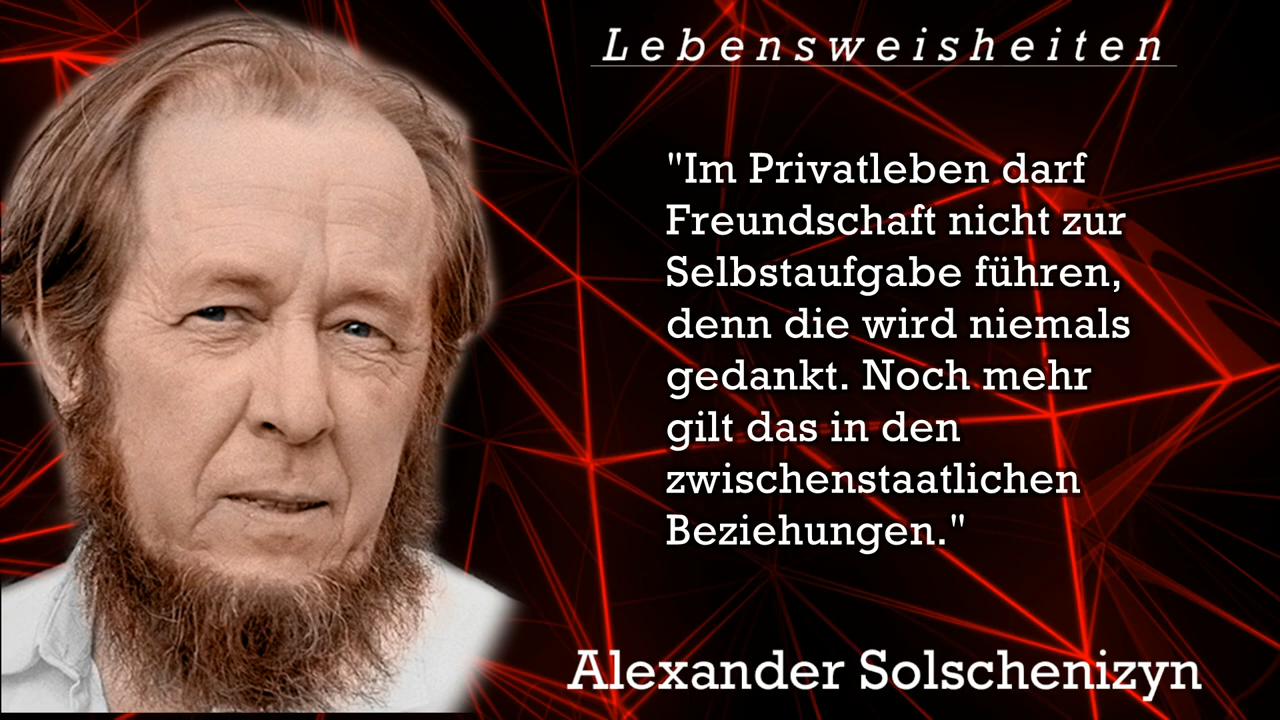 Lebensweisheiten
"Im Privatleben darf
Freundschaft nicht zur
Selbstaufgabe führen,
denn die wird niemals
gedankt. Noch mehr
gilt das in den
zwischenstaatlichen
Beziehungen."
Alexander Solschenizyn